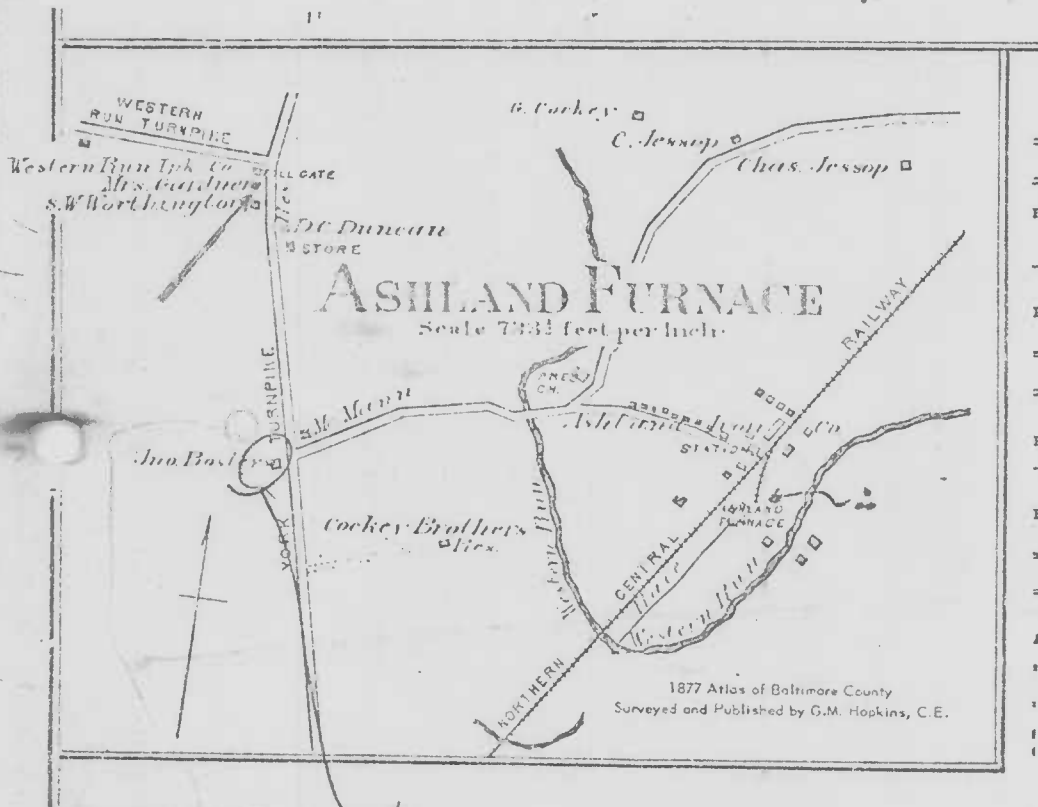 WESTERN
RUN TURNPIKE
Western Run Tpk Co
Mrs. Gardner
S.W Worthington
LL GATE
D.C. Duncan
STORE
G. Cockey
C. Jessop
Chas. Jessop
ASHLAND FURNACE
Scale 733⅓ feet per Inch.
RAILWAY
PRES.
CH.
TURNPIKE
S. Mc Mann
Ashland Iron Co.
STATION
Jno. Bosley
ASHLAND
FURNACE
Cockey Brothers
Res.
YORK
Western Run
CENTRAL
Race
Western Run
NORTHERN
1877 Atlas of Baltimore County
Surveyed and Published by G.M. Hopkins, C.E.